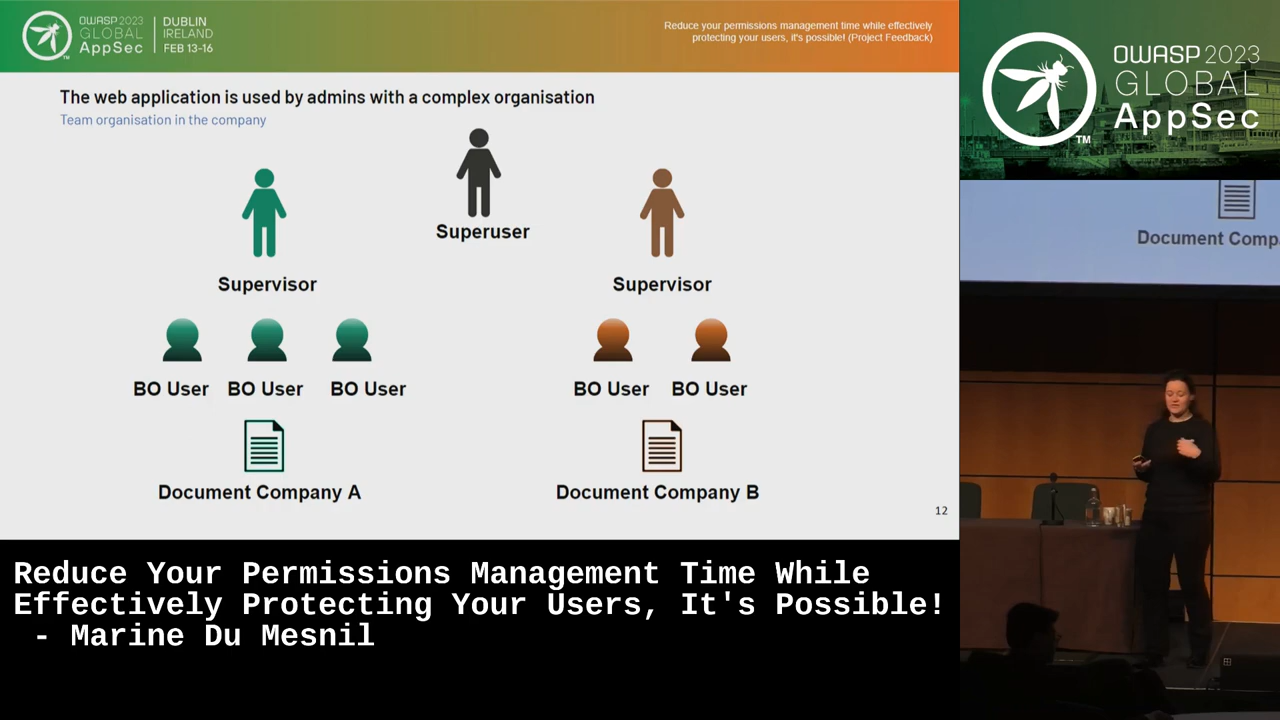 OWASP 2023
GLOBAL
AppSec
DUBLIN
IRELAND
FEB 13-16
Reduce your permissions management time while effectively
protecting your users, it's possible! (Project Feedback)
The web application is used by admins with a complex organisation
Team organisation in the company
Superuser
Supervisor
Supervisor
BO User BO User BO User
BO User BO User
Document Company A
Document Company B
12
OWASP 2023
GLOBAL
AppSec
TM
Document Comp
Reduce Your Permissions Management Time While
Effectively Protecting Your Users, It's Possible!
- Marine Du Mesnil